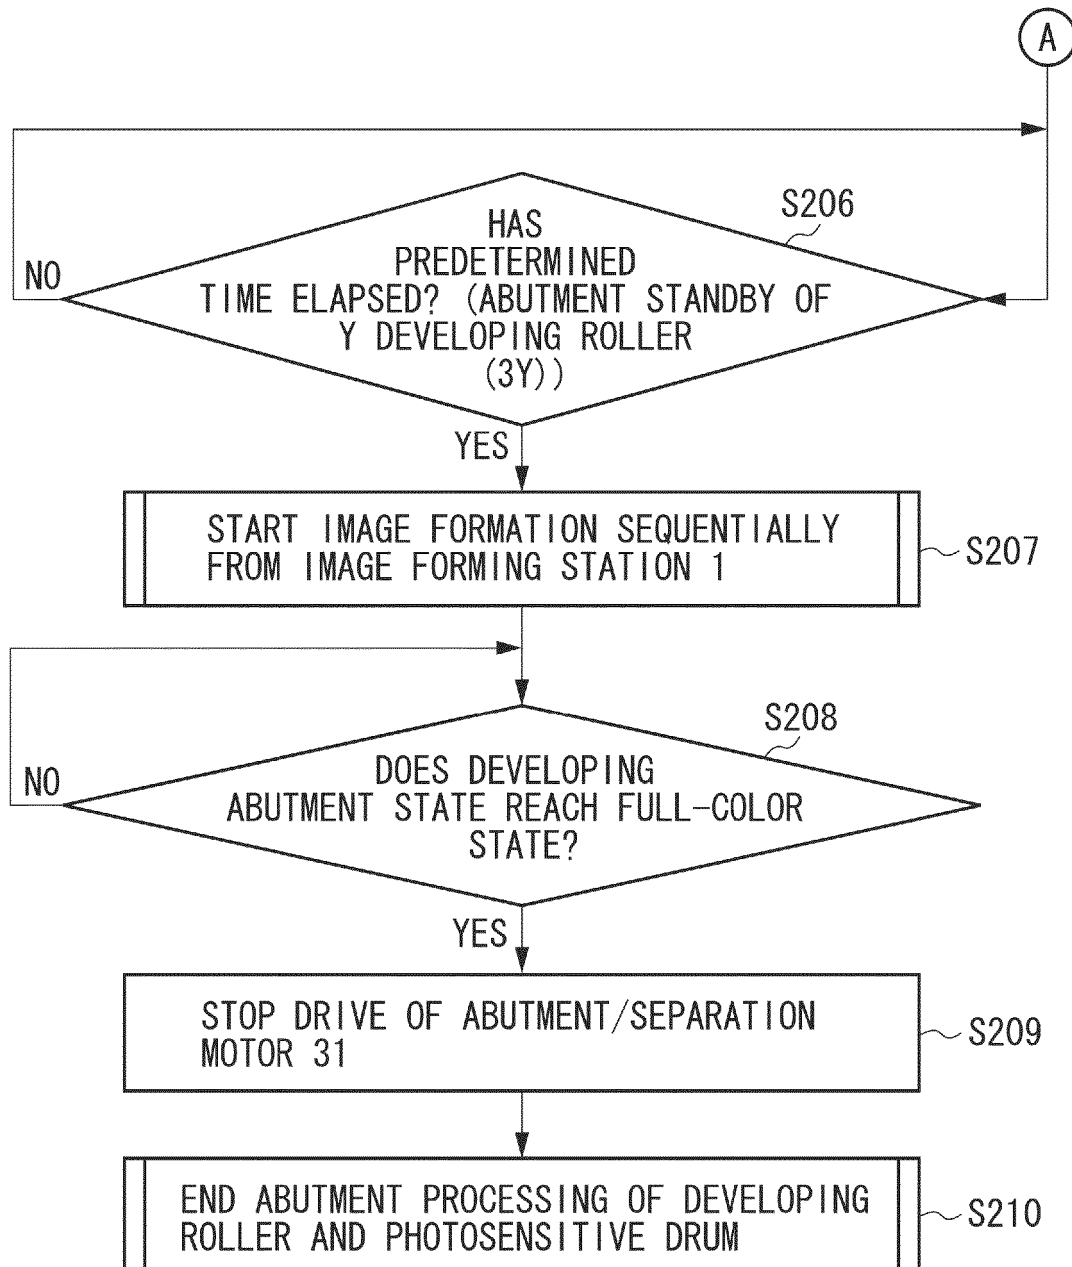 A
S206
HAS
PREDETERMINED
NO
TIME ELAPSED? (ABUTMENT STANDBY OF
Y DEVELOPING ROLLER
(3Y))
YES
START IMAGE FORMATION SEQUENTIALLY
FROM IMAGE FORMING STATION 1
S207
S208
NO
DOES DEVELOPING
ABUTMENT STATE REACH FULL-COLOR
STATE?
YES
STOP DRIVE OF ABUTMENT/SEPARATION
MOTOR 31
S209
END ABUTMENT PROCESSING OF DEVELOPING
ROLLER AND PHOTOSENSITIVE DRUM
S210